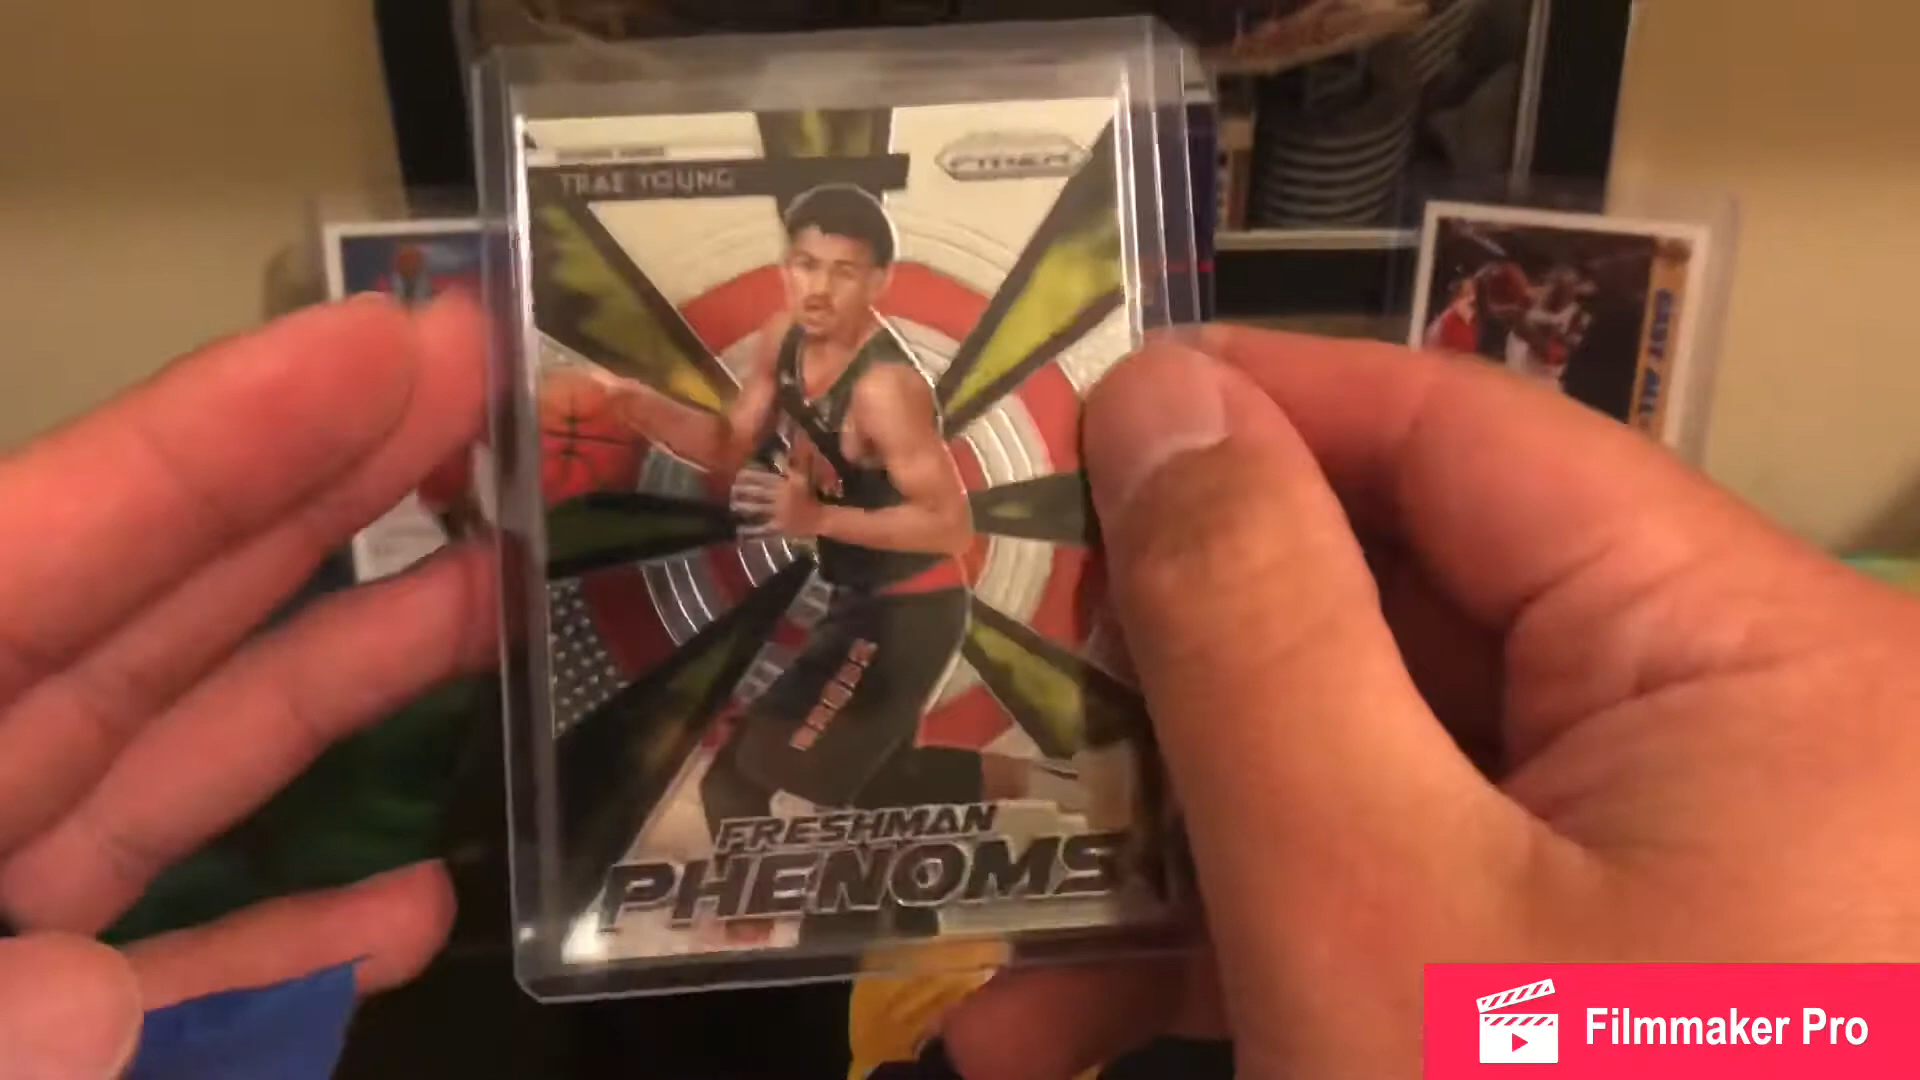 TRAE YOUNG
PRIZM
FRESHMAN
PHENOMS
Filmmaker Pro